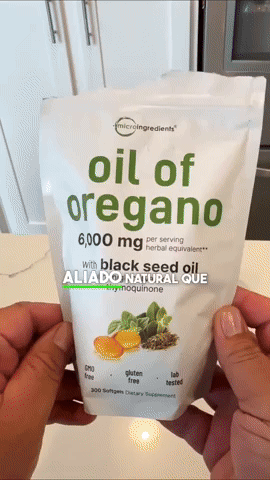 microingredients®
oil of
oregano
6,000 mg per serving
herbal equivalent**
with black seed oil
ALIADO NATURAL QUE
thymoquinone
GMO
free
gluten
free
lab
tested
300 Softgels Dietary Supplement